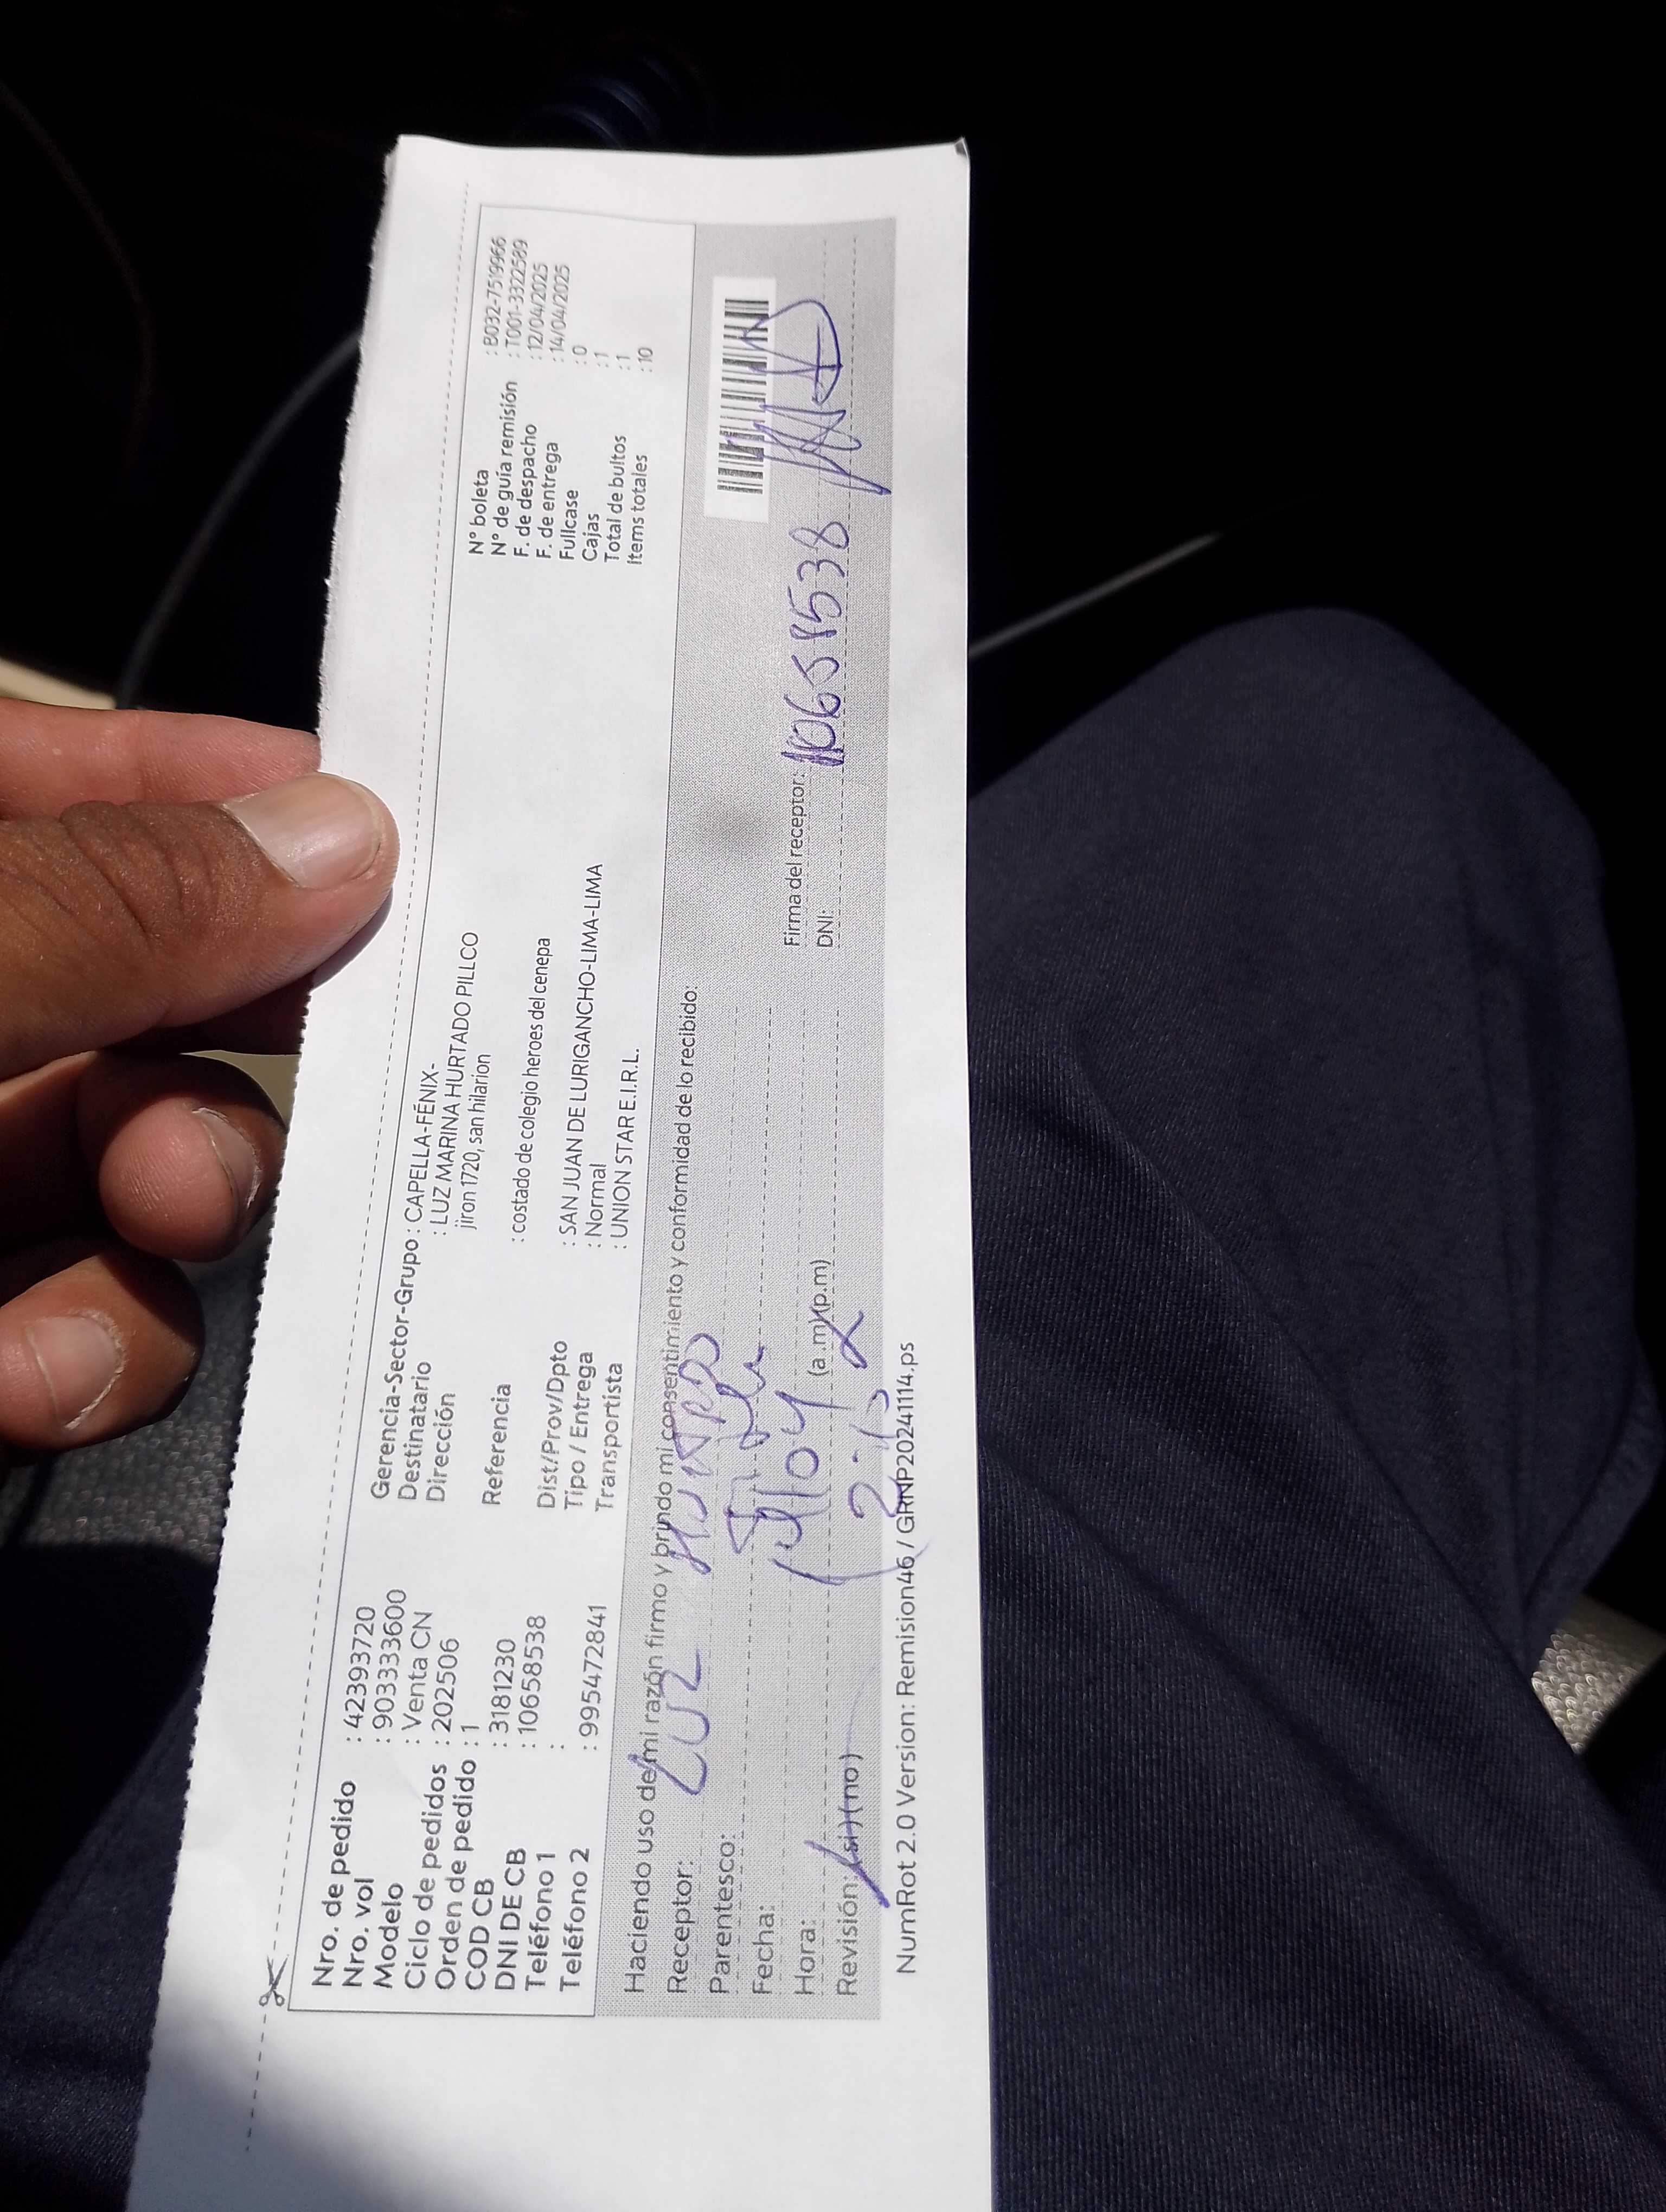 Nro. de pedido : 42393720
Nro. vol : 9033333600
Modelo : Venta CN
Ciclo de pedidos : 202506
Orden de pedido : 1
COD CB : 3181230
DNI DE CB : 10658538
Teléfono 1 :
Teléfono 2 : 995472841
Gerencia-Sector-Grupo : CAPELLA-FÉNIX-
Destinatario : LUZ MARINA HURTADO PILLCO
Dirección jiron 1720, san hilarion
Referencia : costado de colegio heroes del cenepa
Dist/Prov/Dpto : SAN JUAN DE LURIGANCHO-LIMA-LIMA
Tipo / Entrega : Normal
Transportista : UNION STAR E.I.R.L.
N° boleta : B032-7519966
N° de guía remisión : T001-3322589
F. de despacho : 12/04/2025
F. de entrega : 14/04/2025
Fullcase : 0
Cajas : 1
Total de bultos : 1
Ítems totales : 10
Haciendo uso de mi razón firmo y brindo mi consentimiento y conformidad de lo recibido:
Receptor: LUZ HURTADO
Parentesco:
Fecha:
Hora: (a.m)(p.m)
Revisión: (si)(no)
Firma del receptor: 10658538
DNI:
NumRot 2.0 Version: Remision46 / GRNP20241114.ps